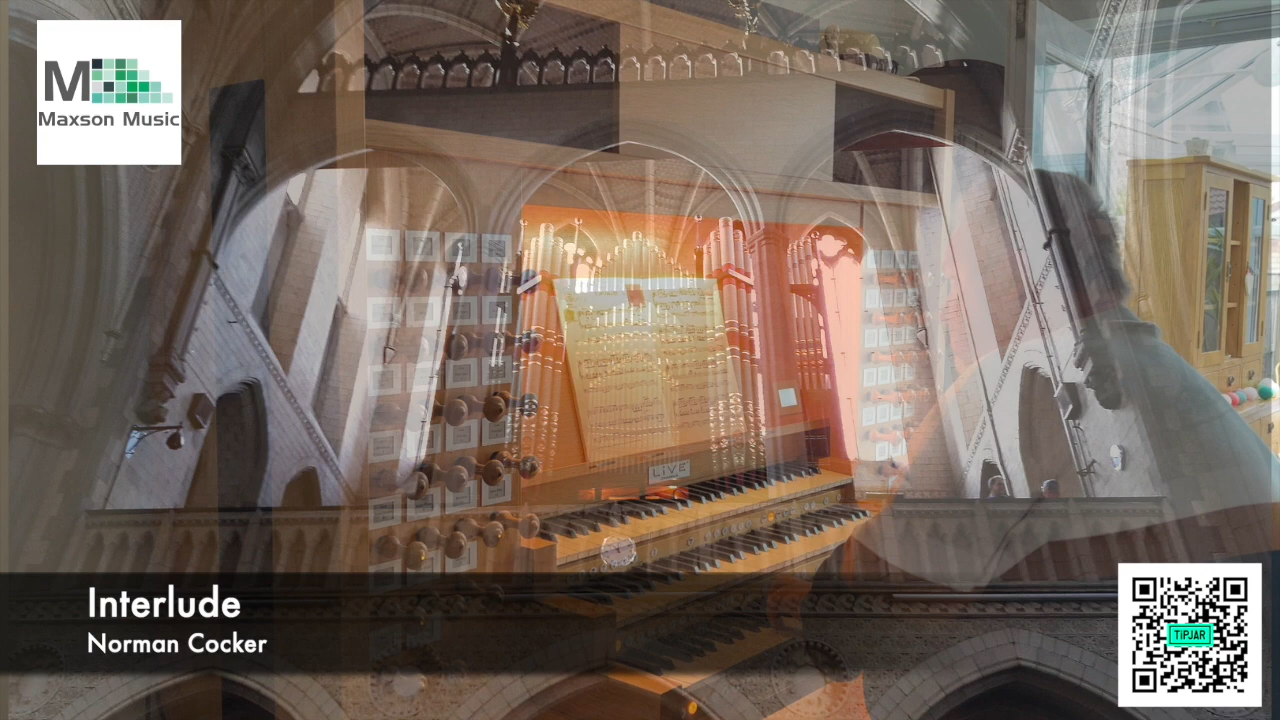 M
Maxson Music
LiVE
Interlude
Norman Cocker
TIPJAR